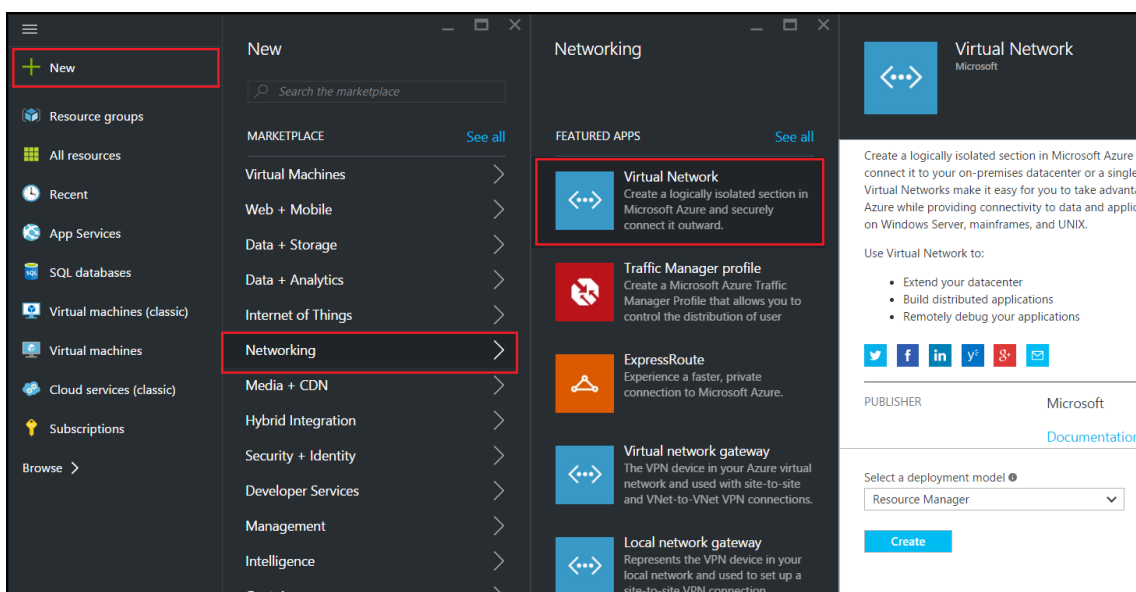 New
Resource groups
All resources
Recent
App Services
SQL
SQL databases
Virtual machines (classic)
Virtual machines
Cloud services (classic)
Subscriptions
Browse
New
Search the marketplace
MARKETPLACE See all
Virtual Machines
Web + Mobile
Data + Storage
Data + Analytics
Internet of Things
Networking
Media + CDN
Hybrid Integration
Security + Identity
Developer Services
Management
Intelligence
Networking
FEATURED APPS See all
Virtual Network
Create a logically isolated section in
Microsoft Azure and securely
connect it outward.
Traffic Manager profile
Create a Microsoft Azure Traffic
Manager Profile that allows you to
control the distribution of user
ExpressRoute
Experience a faster, private
connection to Microsoft Azure.
Virtual network gateway
The VPN device in your Azure virtual
network and used with site-to-site
and VNet-to-VNet VPN connections.
Local network gateway
Represents the VPN device in your
local network and used to set up a
site-to-site VPN connection
Virtual Network
Microsoft
Create a logically isolated section in Microsoft Azure
connect it to your on-premises datacenter or a single
Virtual Networks make it easy for you to take advanta
Azure while providing connectivity to data and applic
on Windows Server, mainframes, and UNIX.
Use Virtual Network to:
Extend your datacenter
Build distributed applications
Remotely debug your applications
PUBLISHER Microsoft
Documentation
Select a deployment model
Resource Manager
Create